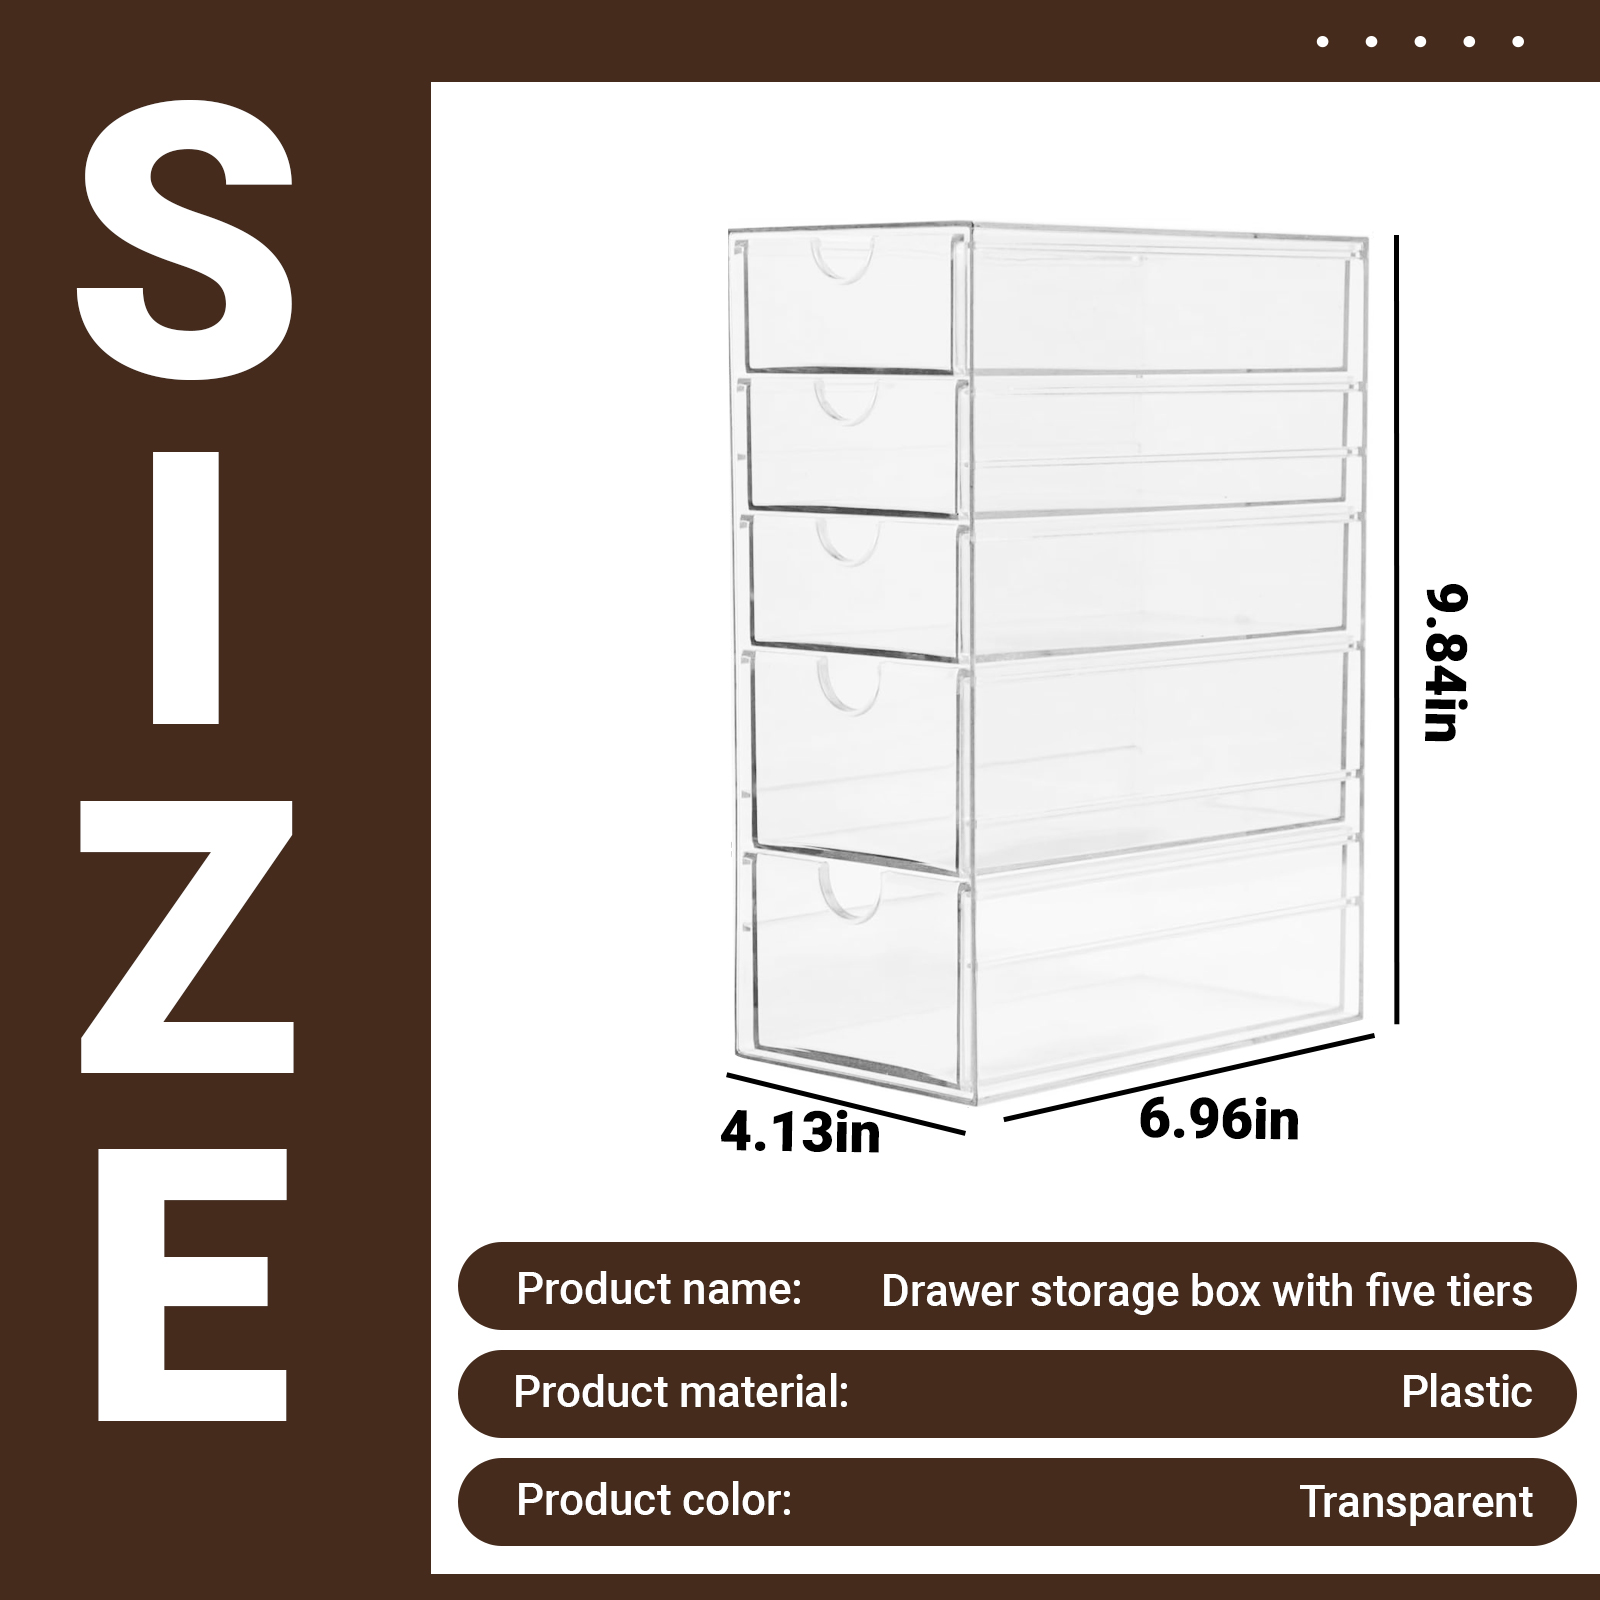 SIZE
9.84in
4.13in
6.96in
Product name: Drawer storage box with five tiers
Product material: Plastic
Product color: Transparent